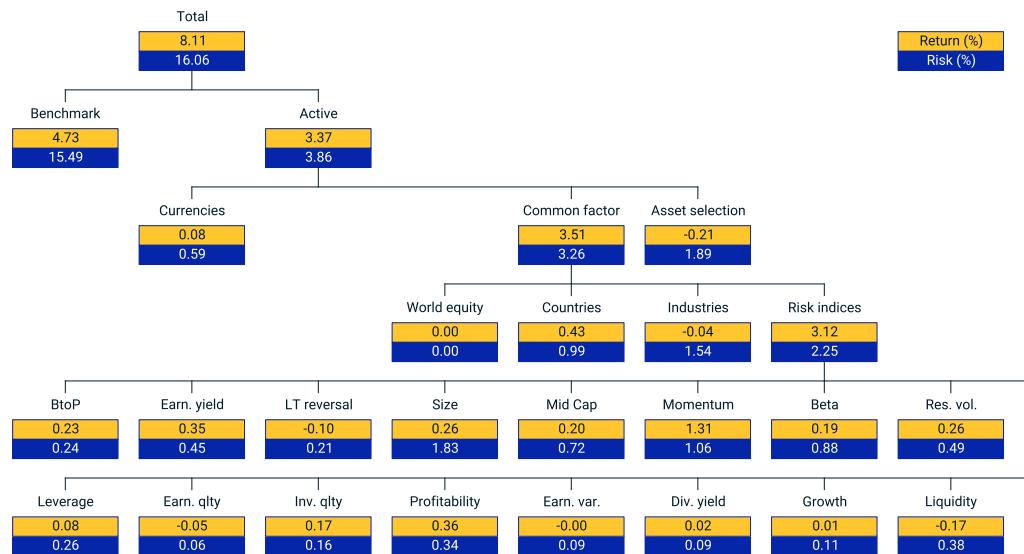 Total
8.11
16.06
Return (%)
Risk (%)
Benchmark
4.73
15.49
Active
3.37
3.86
Currencies
0.08
0.59
Common factor
3.51
3.26
Asset selection
-0.21
1.89
World equity
0.00
0.00
Countries
0.43
0.99
Industries
-0.04
1.54
Risk indices
3.12
2.25
BtoP
0.23
0.24
Earn. yield
0.35
0.45
LT reversal
-0.10
0.21
Size
0.26
1.83
Mid Cap
0.20
0.72
Momentum
1.31
1.06
Beta
0.19
0.88
Res. vol.
0.26
0.49
Leverage
0.08
0.26
Earn. qlty
-0.05
0.06
Inv. qlty
0.17
0.16
Profitability
0.36
0.34
Earn. var.
-0.00
0.09
Div. yield
0.02
0.09
Growth
0.01
0.11
Liquidity
-0.17
0.38